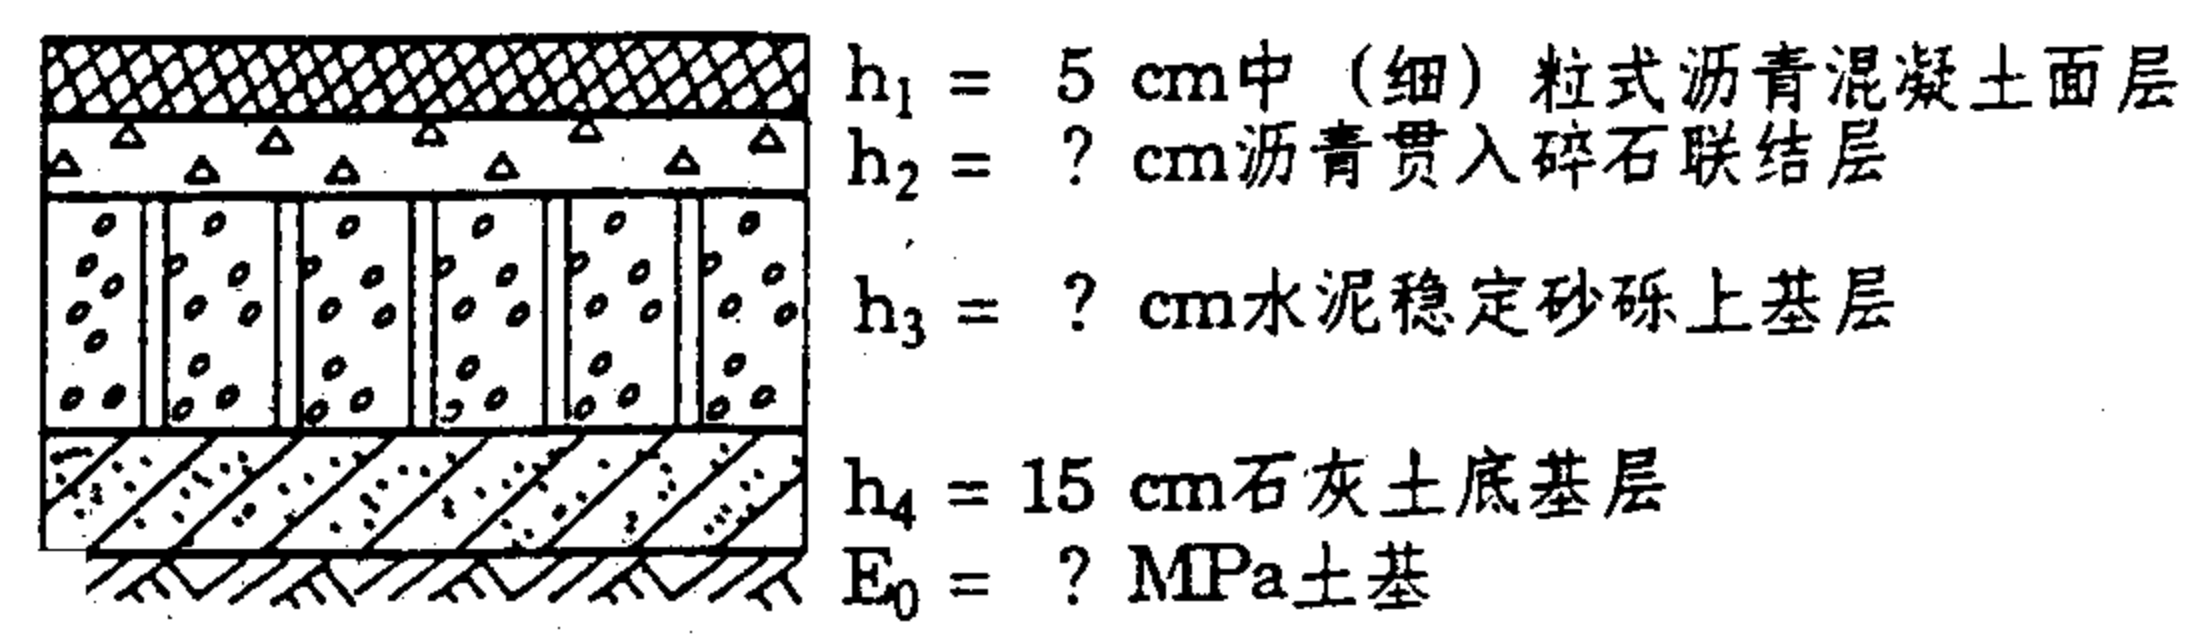 h₁ = 5 cm中（细）粒式沥青混凝土面层
h₂ = ? cm沥青贯入碎石联结层
h₃ = ? cm水泥稳定砂砾上基层
h₄ = 15 cm石灰土底基层
E₀ = ? MPa土基